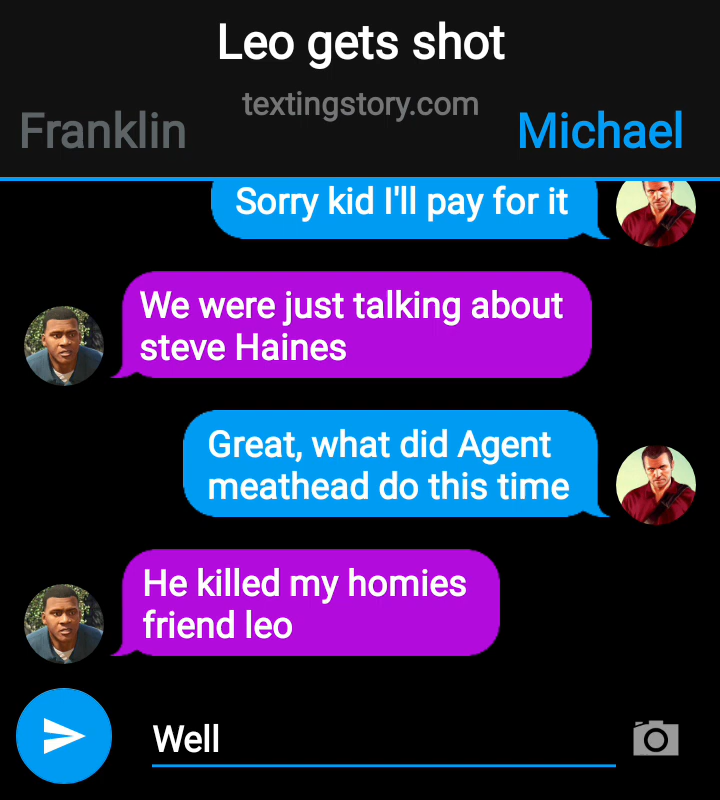 Leo gets shot
textingstory.com
Franklin
Michael
Sorry kid I'll pay for it
We were just talking about
steve Haines
Great, what did Agent
meathead do this time
He killed my homies
friend leo
Well